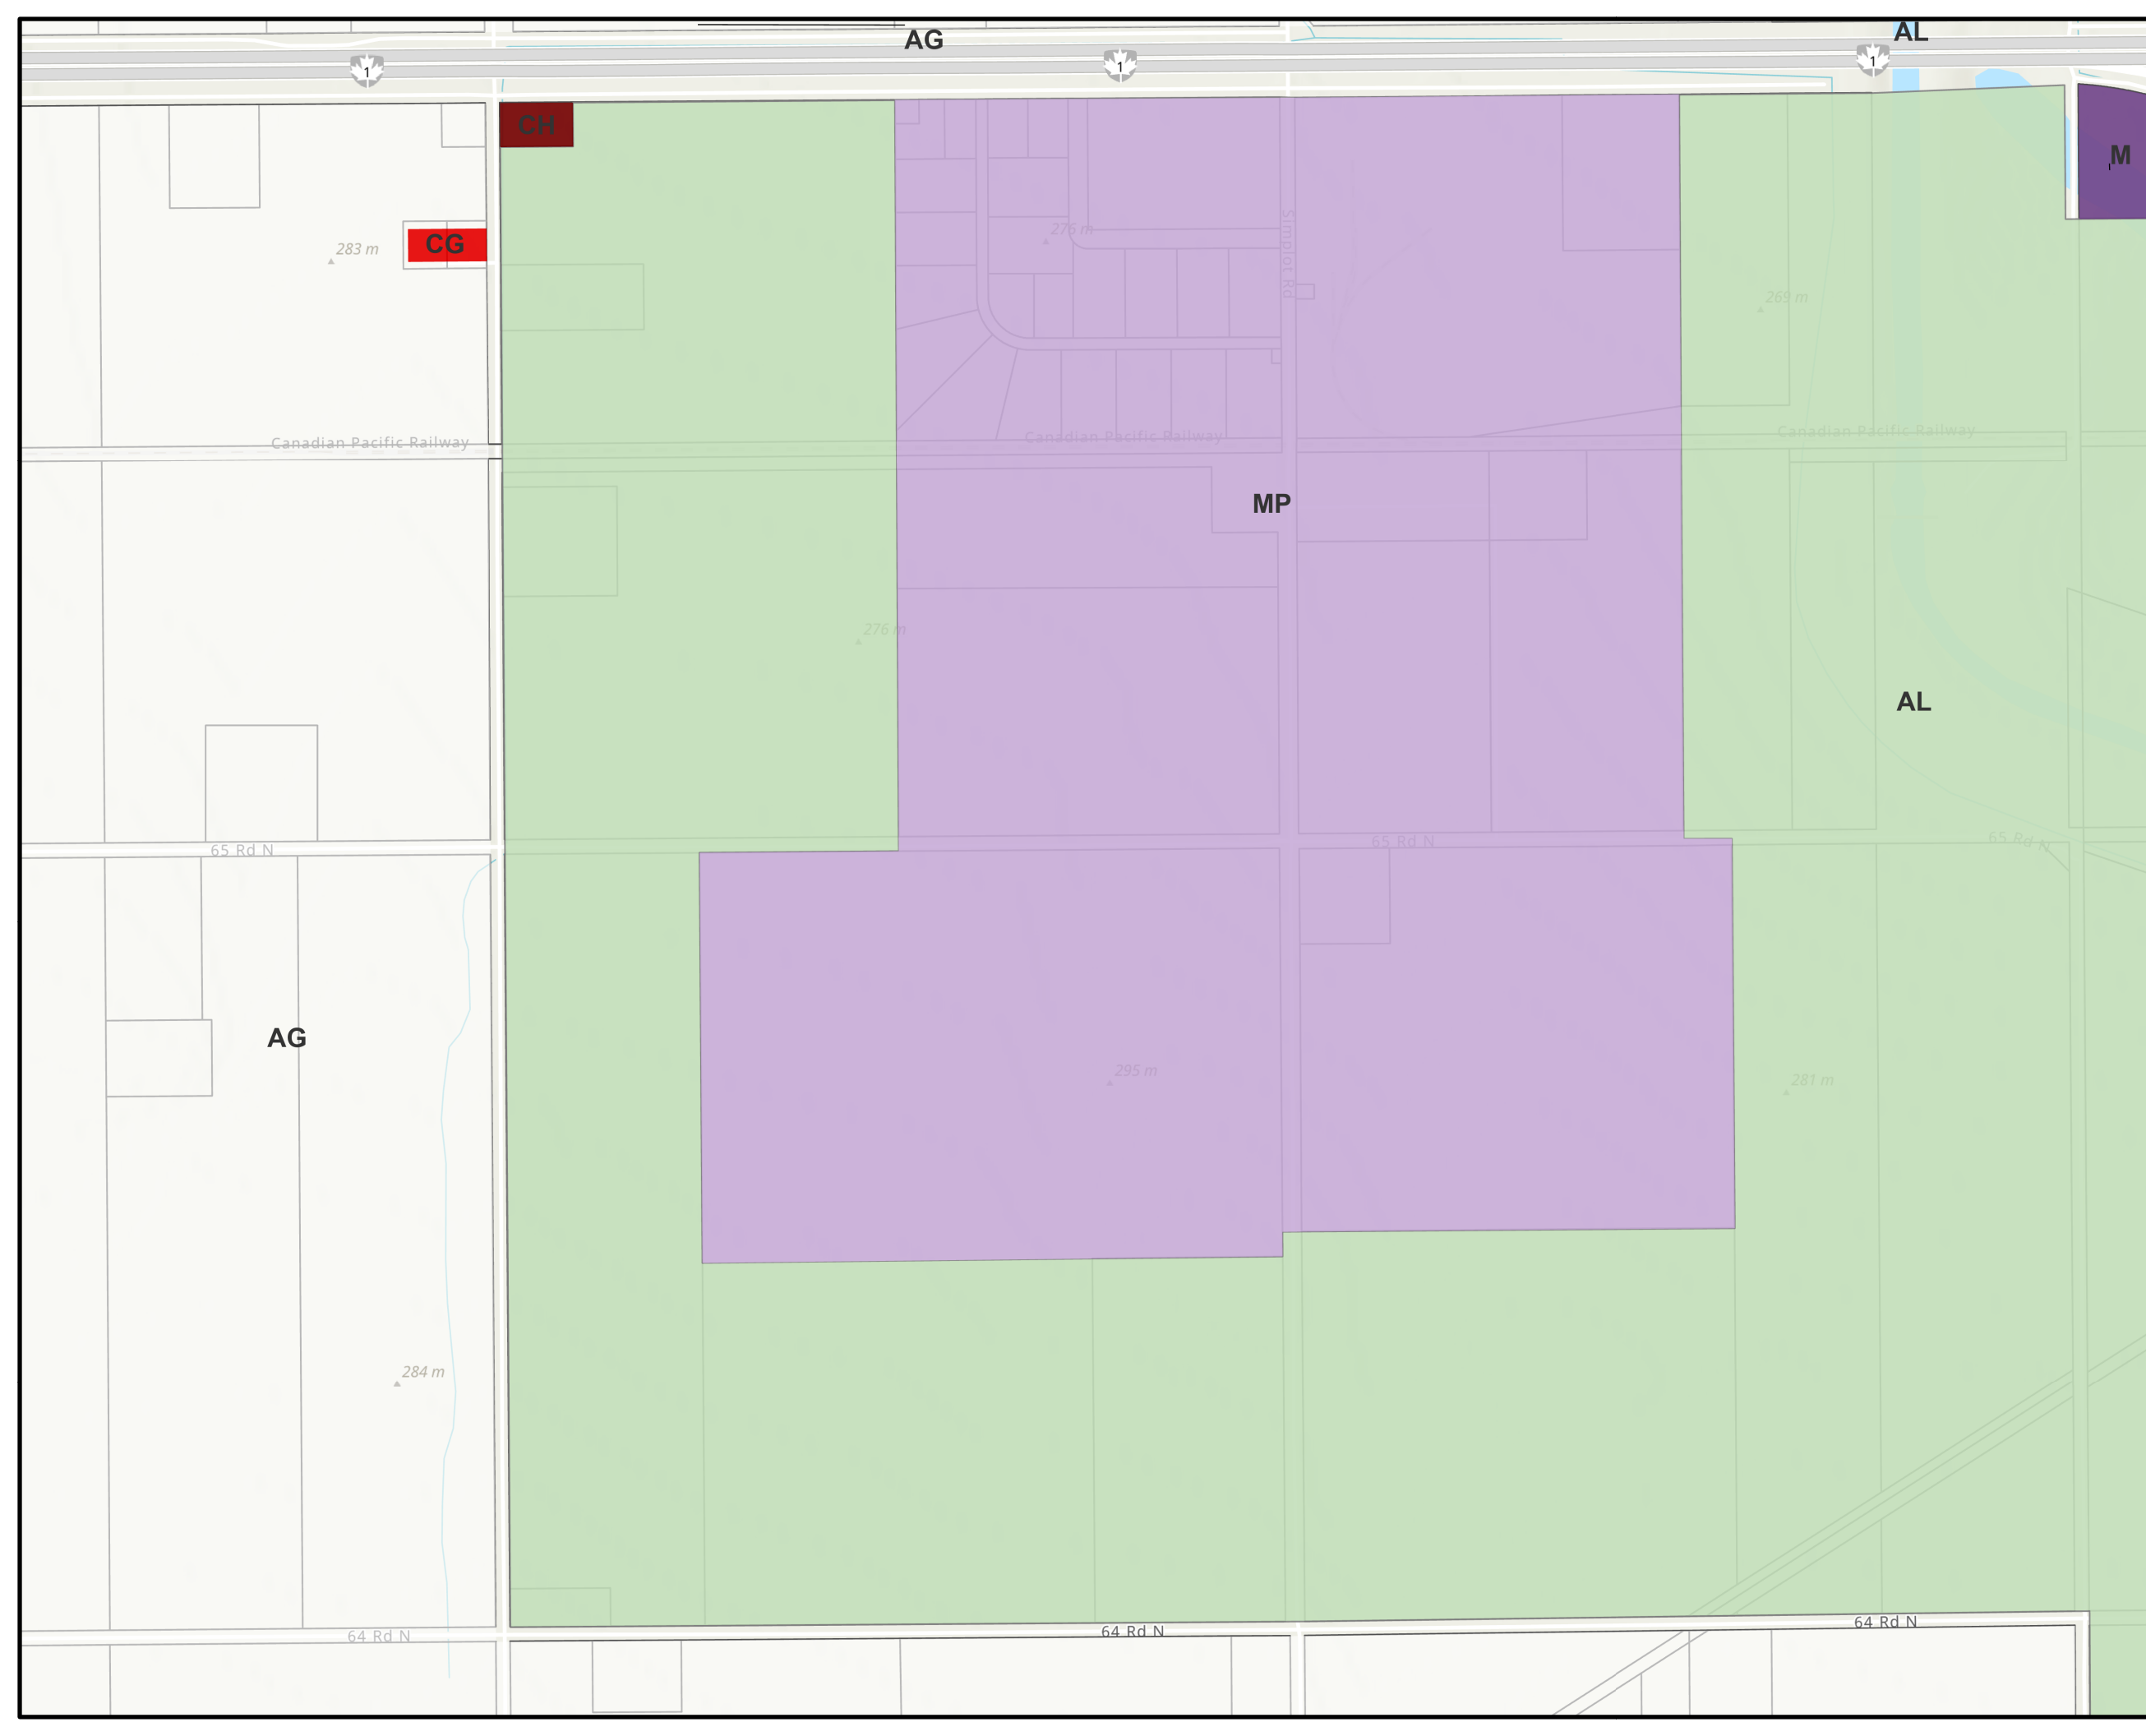 AG
AL
1
1
1
CH
M
CG
283 m
276 m
Simplot Rd
269 m
Canadian Pacific Railway
Canadian Pacific Railway
Canadian Pacific Railway
MP
276 m
AL
65 Rd N
65 Rd N
65 Rd N
AG
295 m
281 m
284 m
64 Rd N
64 Rd N
64 Rd N